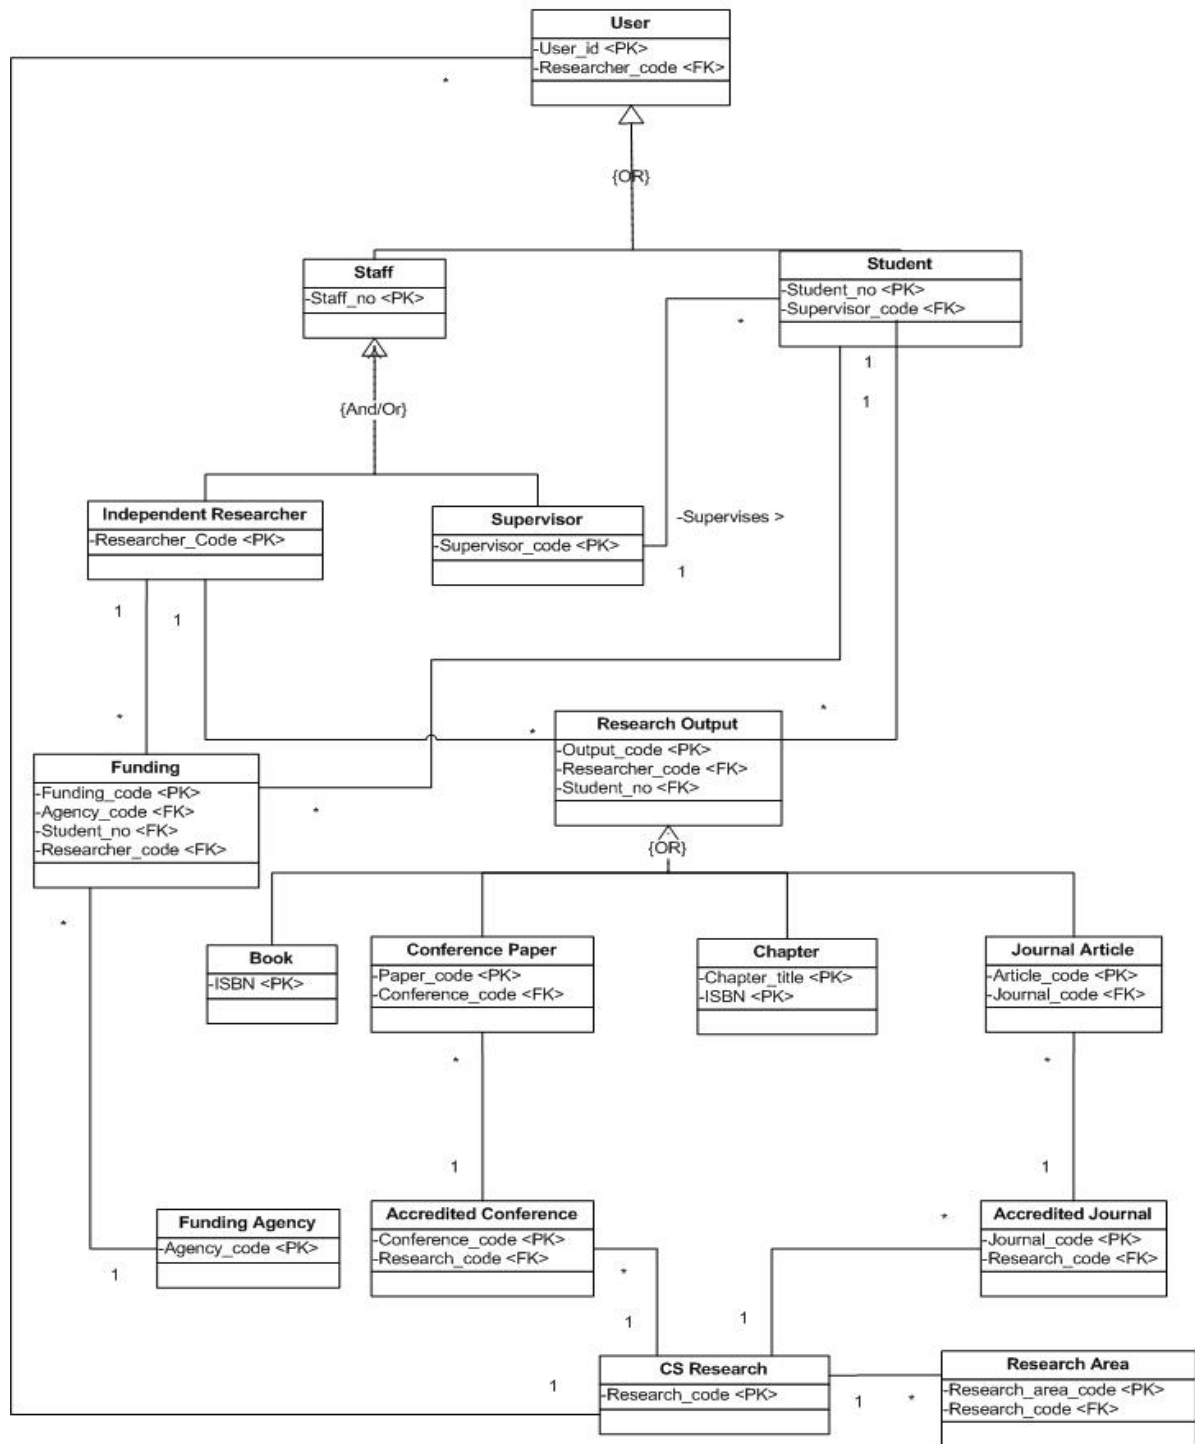 User
-User_id <PK>
-Researcher_code <FK>
*
{OR}
Staff
-Staff_no <PK>
Student
-Student_no <PK>
-Supervisor_code <FK>
*
1
1
{And/Or}
Independent Researcher
-Researcher_Code <PK>
Supervisor
-Supervisor_code <PK>
-Supervises >
1
1
1
*
*
*
Research Output
-Output_code <PK>
-Researcher_code <FK>
-Student_no <FK>
Funding
-Funding_code <PK>
-Agency_code <FK>
-Student_no <FK>
-Researcher_code <FK>
*
{OR}
*
Book
-ISBN <PK>
Conference Paper
-Paper_code <PK>
-Conference_code <FK>
Chapter
-Chapter_title <PK>
-ISBN <PK>
Journal Article
-Article_code <PK>
-Journal_code <FK>
*
*
1
1
Funding Agency
-Agency_code <PK>
1
Accredited Conference
-Conference_code <PK>
-Research_code <FK>
*
*
Accredited Journal
-Journal_code <PK>
-Research_code <FK>
1
1
CS Research
-Research_code <PK>
1
1
*
Research Area
-Research_area_code <PK>
-Research_code <FK>